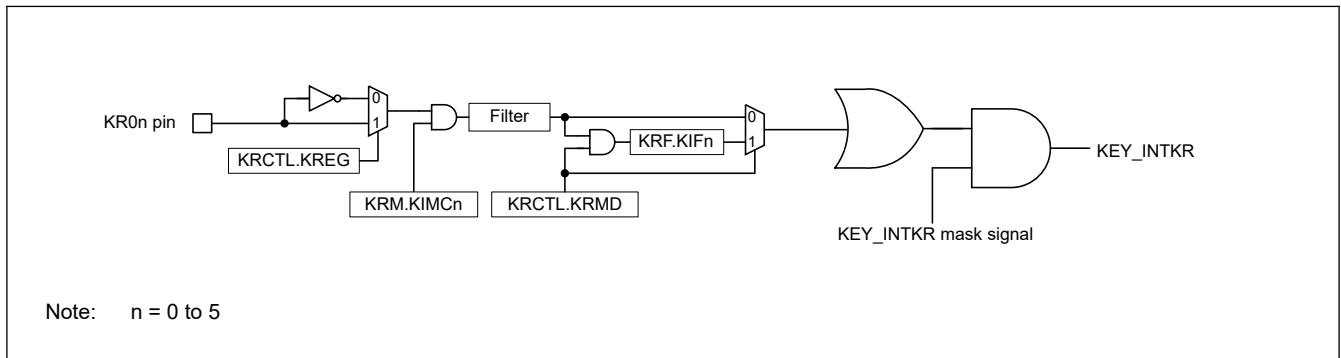 KR0n pin
0
1
KRCTL.KREG
KRM.KIMCn
Filter
KRF.KIFn
KRCTL.KRMD
0
1
KEY_INTKR
KEY_INTKR mask signal
Note: n = 0 to 5